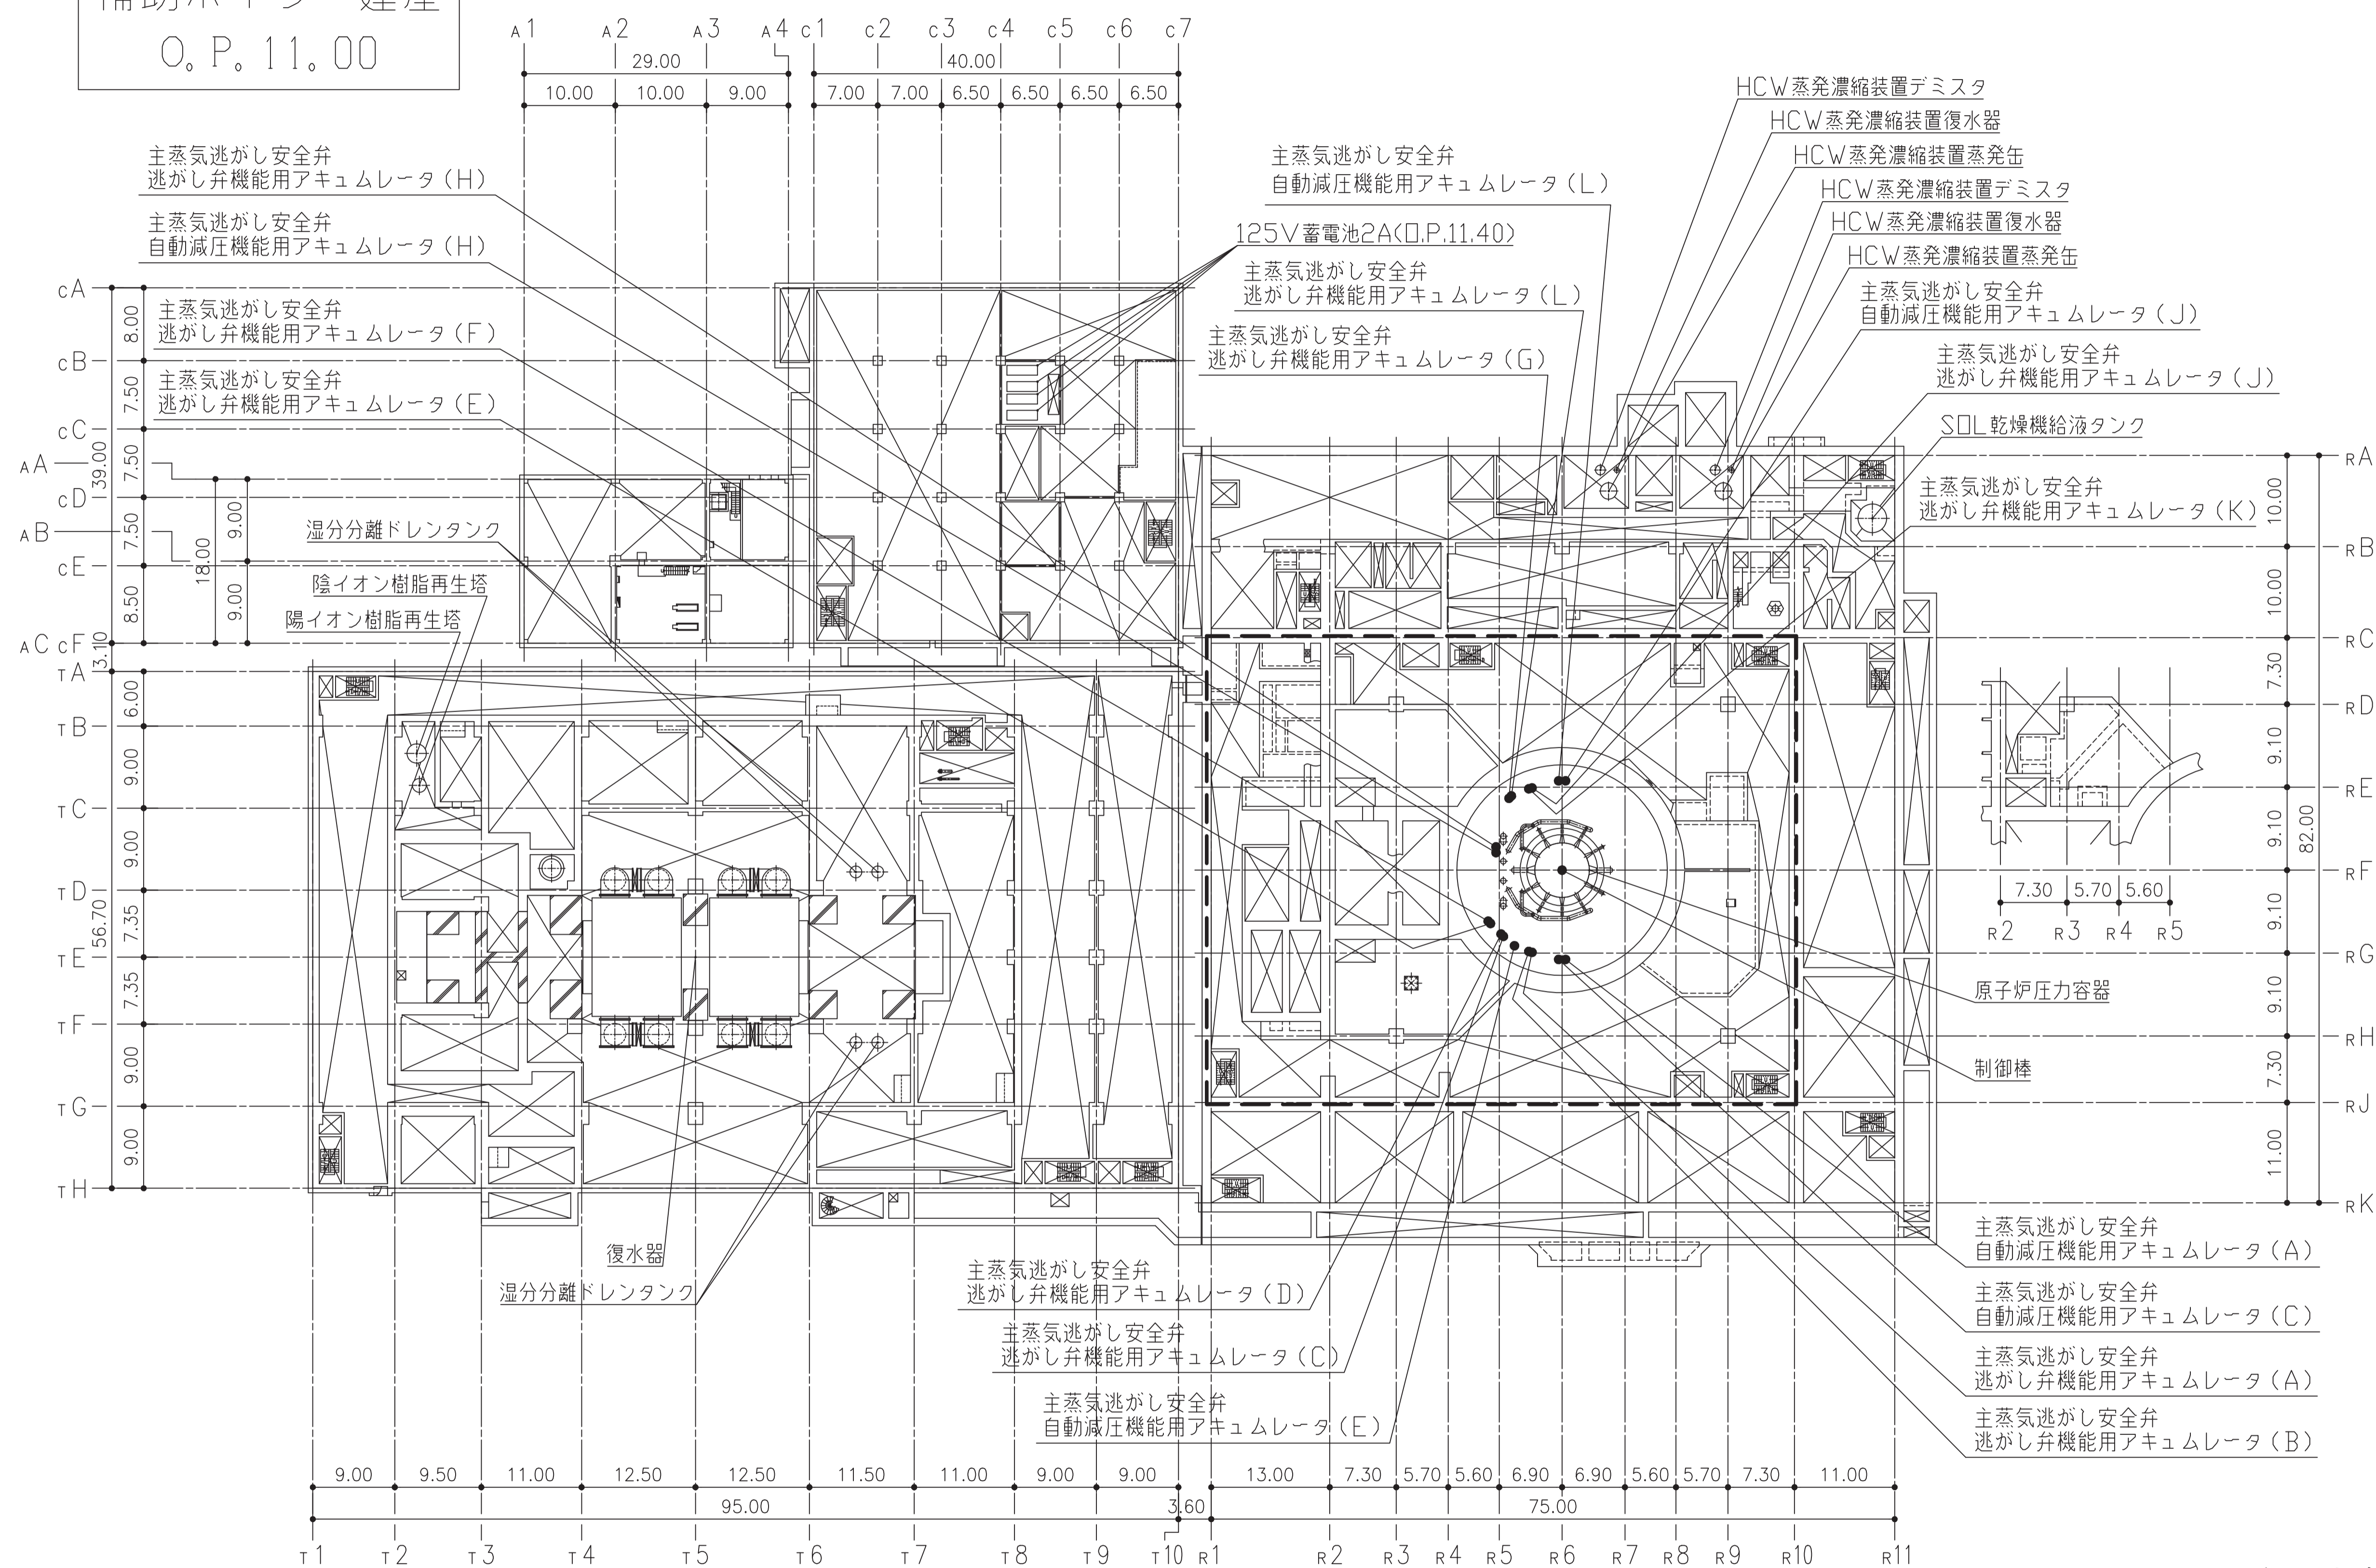 補助ボイラー建屋
O.P.11.00
A1 A2 A3 A4 C1 C2 C3 C4 C5 C6 C7
29.00 40.00
10.00 10.00 9.00 7.00 7.00 6.50 6.50 6.50 6.50
主蒸気逃がし安全弁
逃がし弁機能用アキュムレータ(H)
主蒸気逃がし安全弁
自動減圧機能用アキュムレータ(H)
主蒸気逃がし安全弁
逃がし弁機能用アキュムレータ(F)
主蒸気逃がし安全弁
逃がし弁機能用アキュムレータ(E)
湿分分離ドレンタンク
陰イオン樹脂再生塔
陽イオン樹脂再生塔
主蒸気逃がし安全弁
自動減圧機能用アキュムレータ(L)
125V蓄電池2A(O.P.11.40)
主蒸気逃がし安全弁
逃がし弁機能用アキュムレータ(L)
主蒸気逃がし安全弁
逃がし弁機能用アキュムレータ(G)
HCW蒸発濃縮装置デミスタ
HCW蒸発濃縮装置復水器
HCW蒸発濃縮装置蒸発缶
HCW蒸発濃縮装置デミスタ
HCW蒸発濃縮装置復水器
HCW蒸発濃縮装置蒸発缶
主蒸気逃がし安全弁
自動減圧機能用アキュムレータ(J)
主蒸気逃がし安全弁
逃がし弁機能用アキュムレータ(J)
SOL乾燥機給液タンク
主蒸気逃がし安全弁
逃がし弁機能用アキュムレータ(K)
CA
8.00
CB
7.50
CC
AA
39.00
7.50
CD
AB
7.50
CE
8.50
18.00
9.00
9.00
AC CF
3.10
TA
6.00
TB
9.00
TC
9.00
TD
56.70
7.35
TE
7.35
TF
9.00
TG
9.00
TH
RA
10.00
RB
10.00
RC
7.30
RD
9.10
RE
9.10
82.00
RF
9.10
RG
9.10
RH
7.30
RJ
11.00
RK
7.30 5.70 5.60
R2 R3 R4 R5
原子炉圧力容器
制御棒
復水器
湿分分離ドレンタンク
主蒸気逃がし安全弁
逃がし弁機能用アキュムレータ(D)
主蒸気逃がし安全弁
逃がし弁機能用アキュムレータ(C)
主蒸気逃がし安全弁
自動減圧機能用アキュムレータ(E)
主蒸気逃がし安全弁
自動減圧機能用アキュムレータ(A)
主蒸気逃がし安全弁
自動減圧機能用アキュムレータ(C)
主蒸気逃がし安全弁
逃がし弁機能用アキュムレータ(A)
主蒸気逃がし安全弁
逃がし弁機能用アキュムレータ(B)
9.00 9.50 11.00 12.50 12.50 11.50 11.00 9.00 9.00 13.00 7.30 5.70 5.60 6.90 6.90 5.60 5.70 7.30 11.00
95.00 3.60 75.00
T1 T2 T3 T4 T5 T6 T7 T8 T9 T10 R1 R2 R3 R4 R5 R6 R7 R8 R9 R10 R11